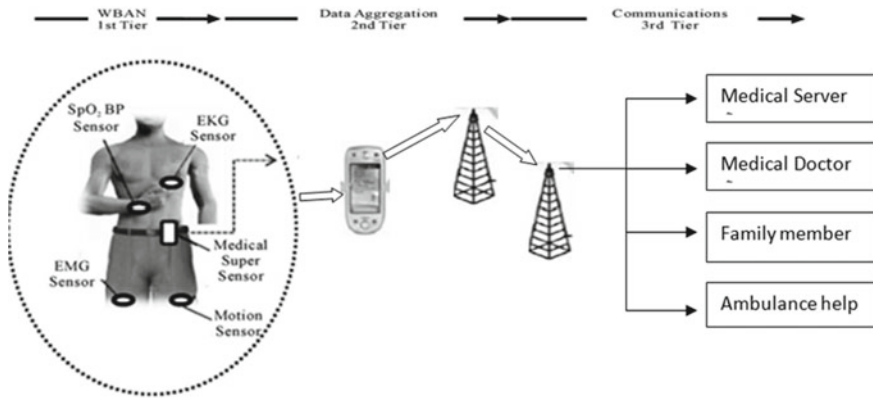 WBAN
1st Tier
Data Aggregation
2nd Tier
Communications
3rd Tier
SpO₂ BP
Sensor
EKG
Sensor
Medical
Super
Sensor
EMG
Sensor
Motion
Sensor
Medical Server
Medical Doctor
Family member
Ambulance help